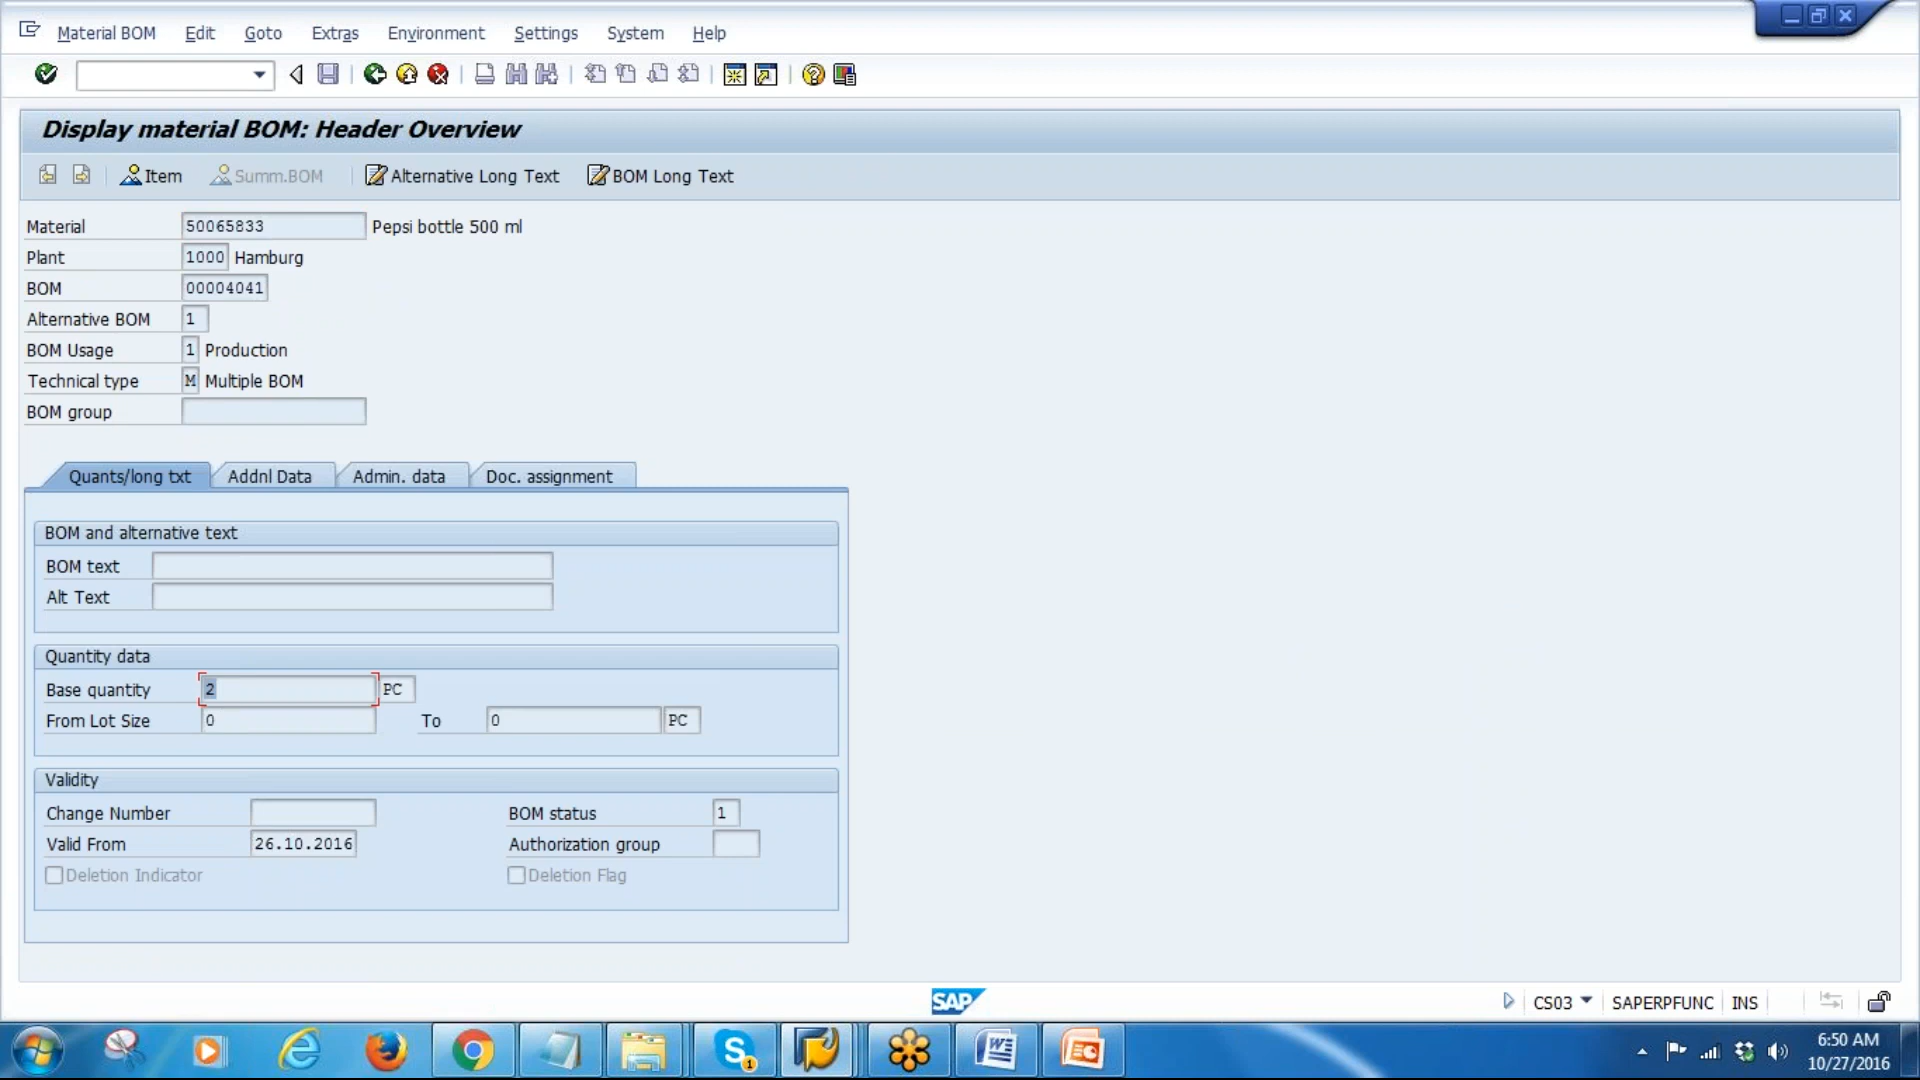 Material BOM Edit Goto Extras Environment Settings System Help
Display material BOM: Header Overview
Item Summ.BOM Alternative Long Text BOM Long Text
Material 50065833 Pepsi bottle 500 ml
Plant 1000 Hamburg
BOM 00004041
Alternative BOM 1
BOM Usage 1 Production
Technical type M Multiple BOM
BOM group
Quants/long txt Addnl Data Admin. data Doc. assignment
BOM and alternative text
BOM text
Alt Text
Quantity data
Base quantity 2 PC
From Lot Size 0 To 0 PC
Validity
Change Number BOM status 1
Valid From 26.10.2016 Authorization group
Deletion Indicator Deletion Flag
SAP CS03 SAPERPFUNC INS
6:50 AM
10/27/2016